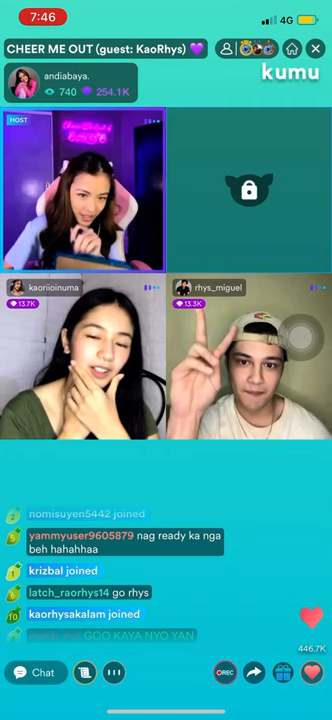 7:46
4G
CHEER ME OUT (guest: KaoRhys) 💜
andiabaya.
740 254.1K
kumu
HOST
kaoriioinuma
13.7K
rhys_miguel
13.3K
nomisuyen5442 joined
yammyuser9605879 nag ready ka nga
beh hahahhaa
krizbal joined
latch_raorhys14 go rhys
kaorhysakalam joined
GOO KAYA NYO YAN
446.7K
Chat
REC